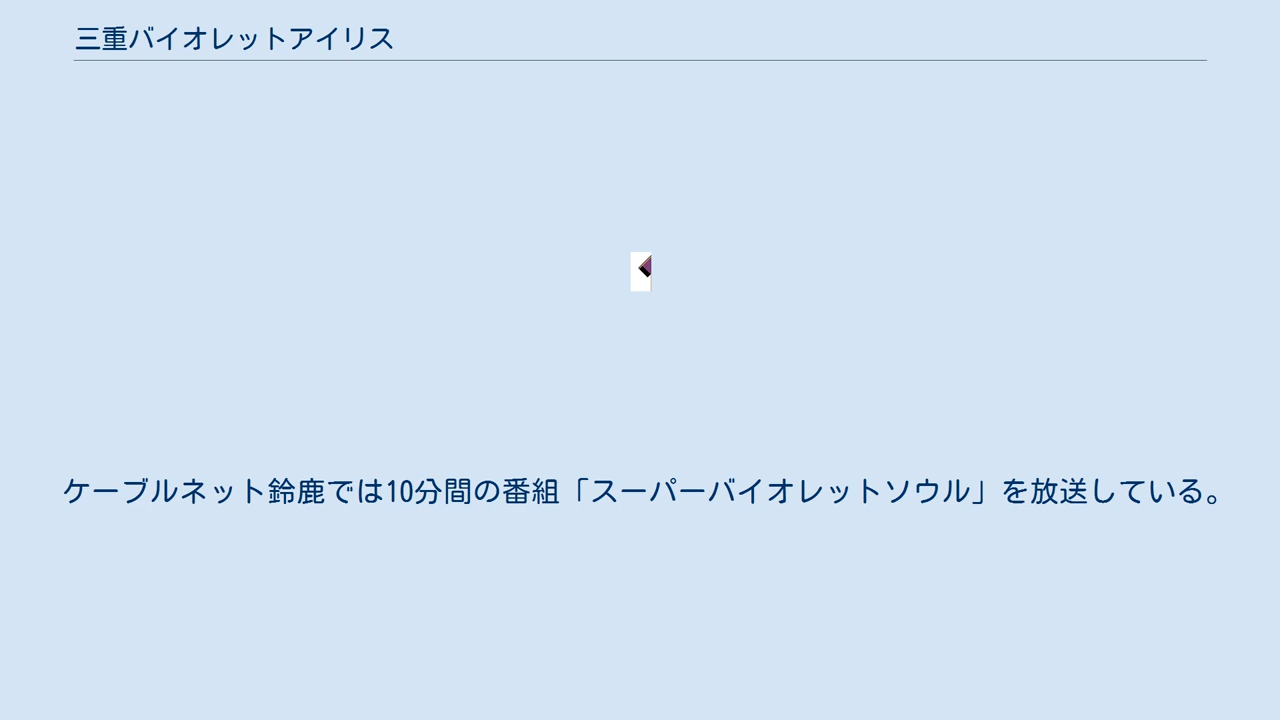 三重バイオレットアイリス
ケーブルネット鈴鹿では10分間の番組「スーパーバイオレットソウル」を放送している。